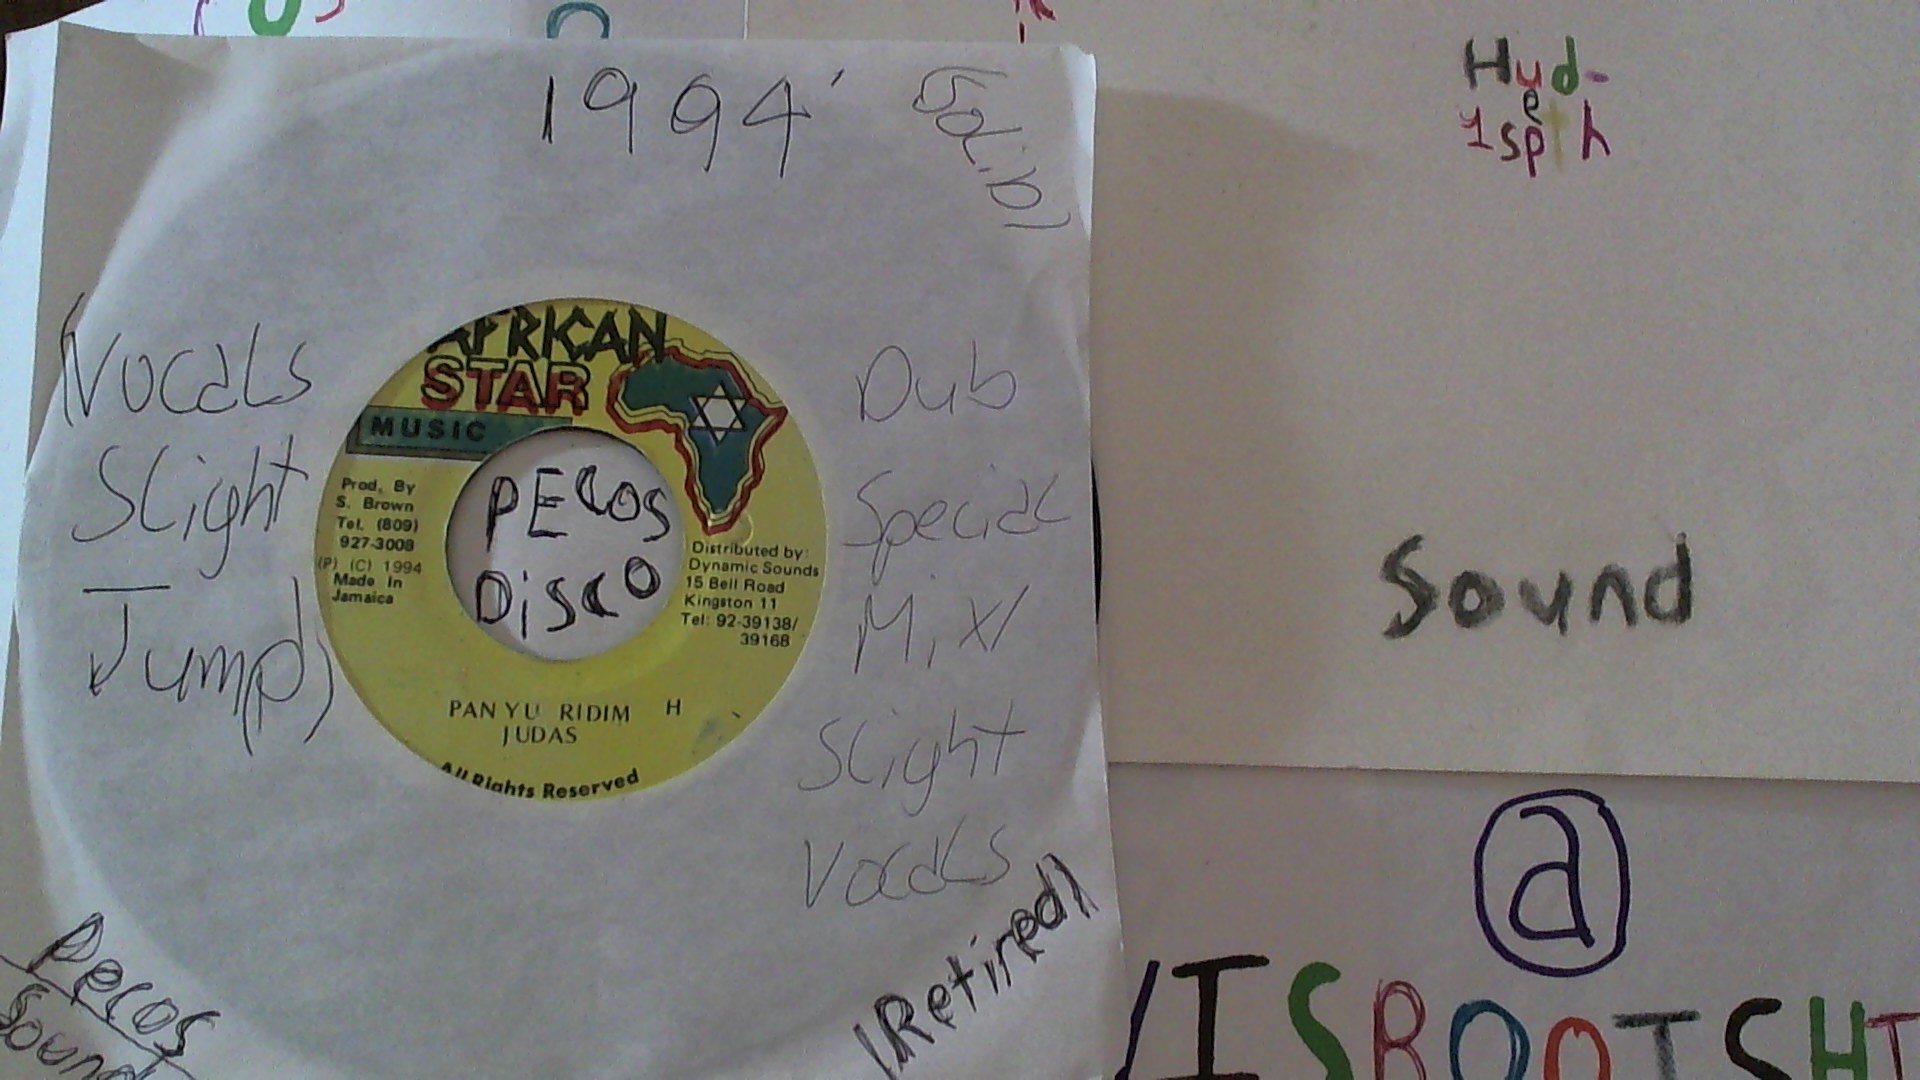 1994'
(Solid)
(Vocals
Slight
Jump)
AFRICAN
STAR
MUSIC
Prod. By
S. Brown
Tel. (809)
927-3008
(P) (C) 1994
Made In
Jamaica
PECOS
DISCO
Distributed by:
Dynamic Sounds
15 Bell Road
Kingston 11
Tel: 92-39138/
39168
PAN YU RIDIM H
JUDAS
All Rights Reserved
Dub
Special
Mix/
Slight
Vocals
Pecos
Sound
(Retired)
Hud-
e
1spth
Sound
@
/ISBOOTSHT